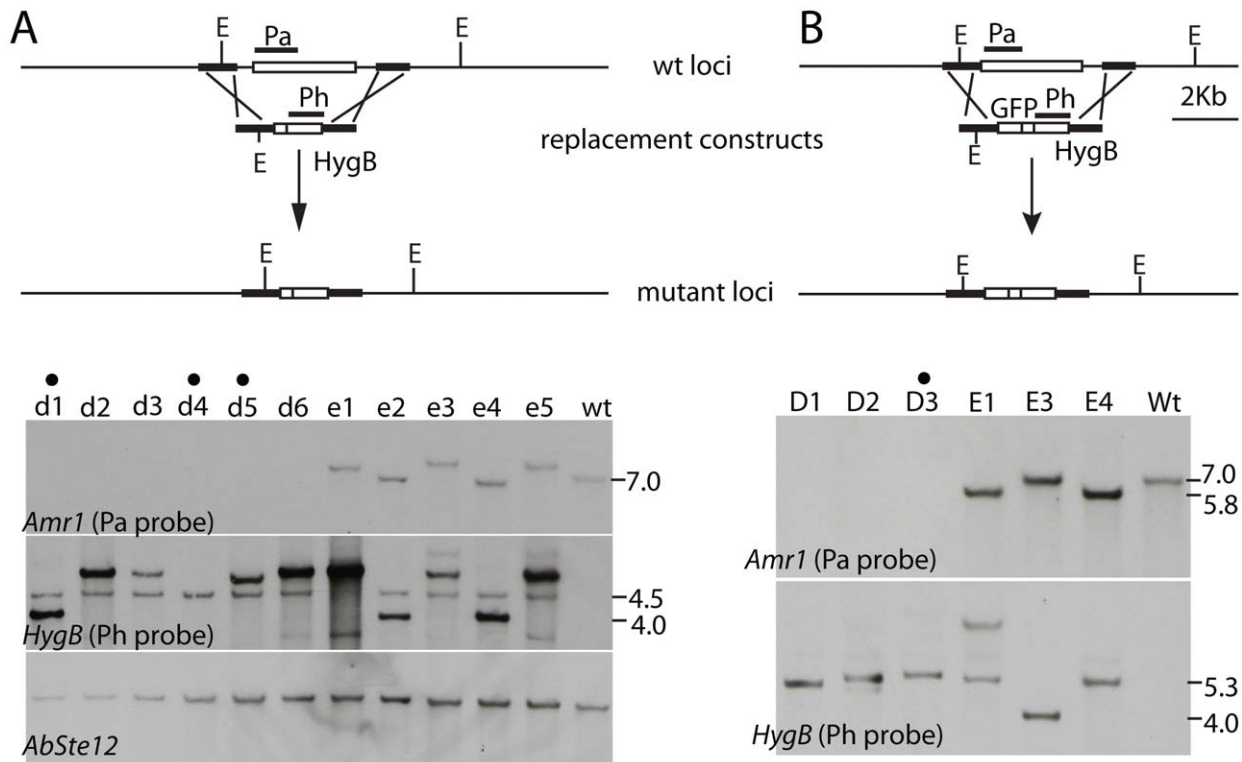 A
E
Pa
E
wt loci
Ph
E
HygB
replacement constructs
E
E
mutant loci
d1 d2 d3 d4 d5 d6 e1 e2 e3 e4 e5 wt
7.0
Amr1 (Pa probe)
4.5
4.0
HygB (Ph probe)
AbSte12
B
E
Pa
E
2Kb
GFP Ph
E
HygB
E
E
D1 D2 D3 E1 E3 E4 Wt
7.0
5.8
Amr1 (Pa probe)
5.3
4.0
HygB (Ph probe)